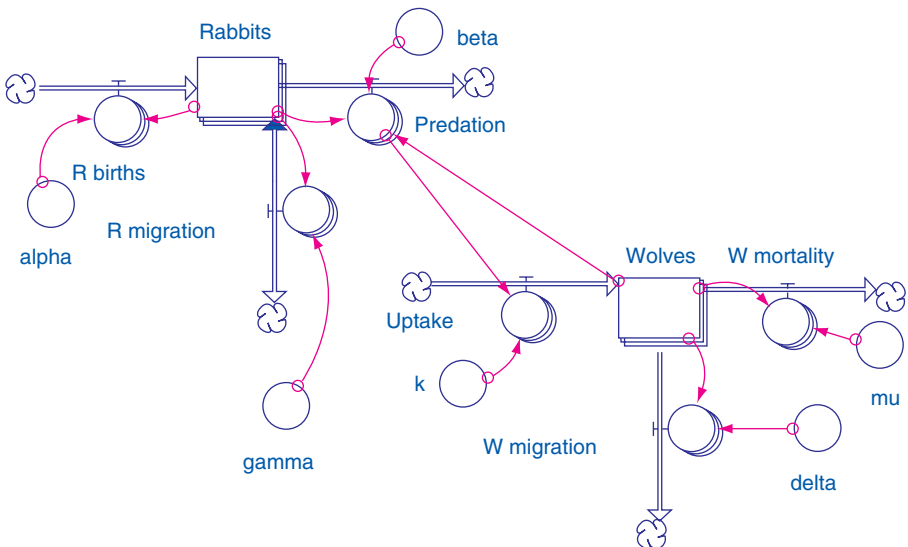 Rabbits
beta
Predation
R births
R migration
alpha
Wolves
W mortality
Uptake
k
mu
W migration
gamma
delta